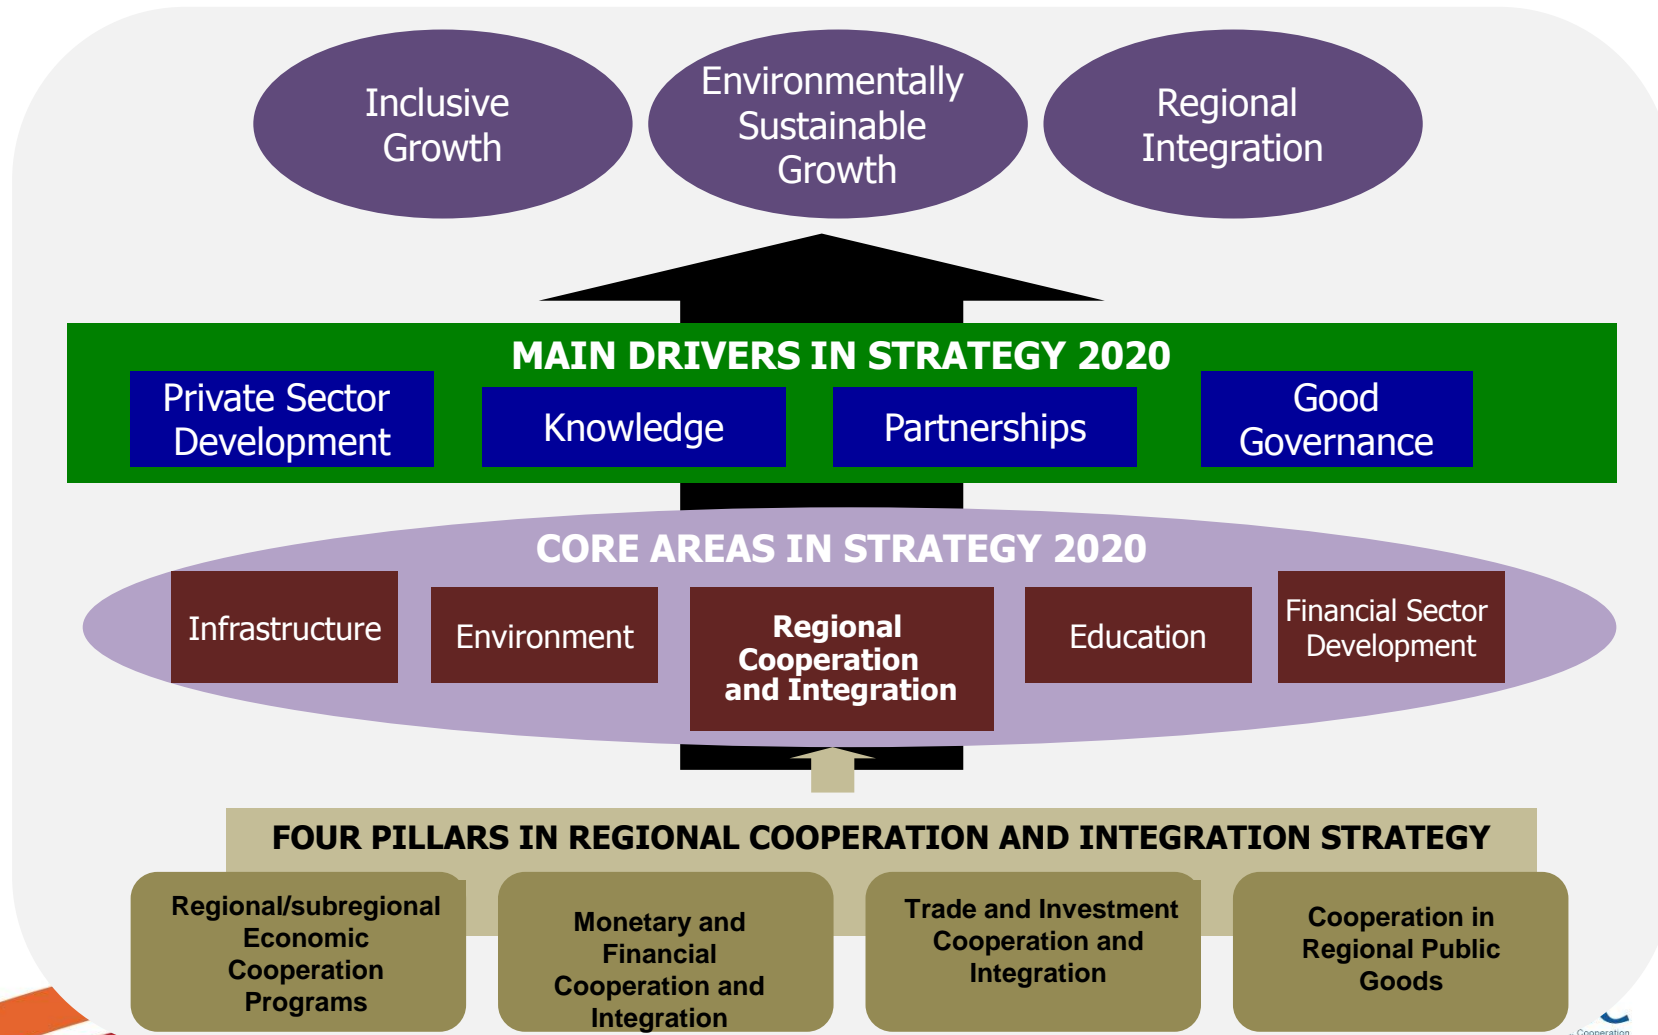 Inclusive
Growth
Environmentally
Sustainable
Growth
Regional
Integration
MAIN DRIVERS IN STRATEGY 2020
Private Sector
Development
Knowledge
Partnerships
Good
Governance
CORE AREAS IN STRATEGY 2020
Infrastructure
Environment
Regional
Cooperation
and Integration
Education
Financial Sector
Development
FOUR PILLARS IN REGIONAL COOPERATION AND INTEGRATION STRATEGY
Regional/subregional
Economic
Cooperation
Programs
Monetary and
Financial
Cooperation and
Integration
Trade and Investment
Cooperation and
Integration
Cooperation in
Regional Public
Goods
Cooperation